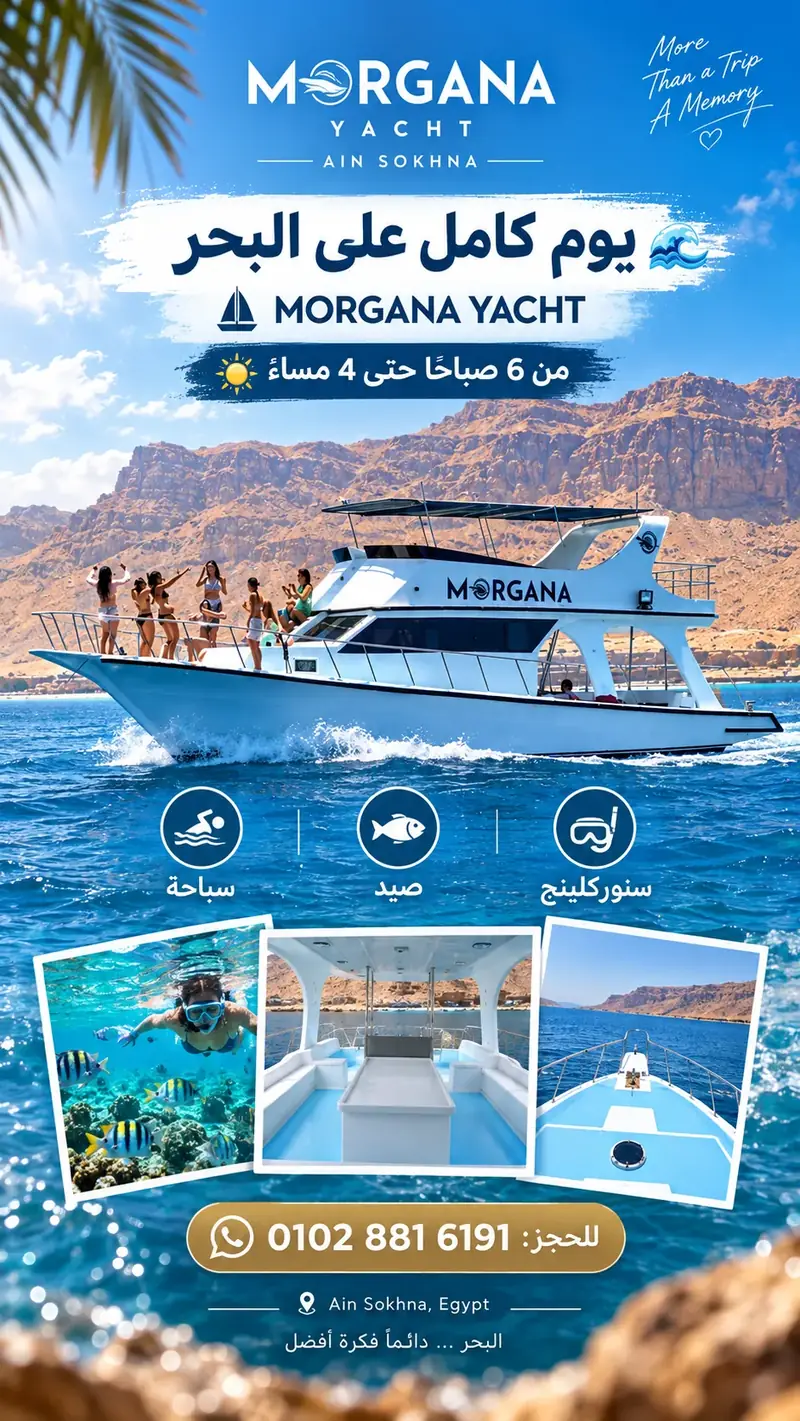 MORGANA
YACHT
AIN SOKHNA
More
Than a Trip
A Memory
يوم كامل على البحر
MORGANA YACHT
من 6 صباحًا حتى 4 مساءً
MORGANA
سباحة
صيد
سنوركلينج
للحجز: 0102 881 6191
Ain Sokhna, Egypt
البحر ... دائماً فكرة أفضل